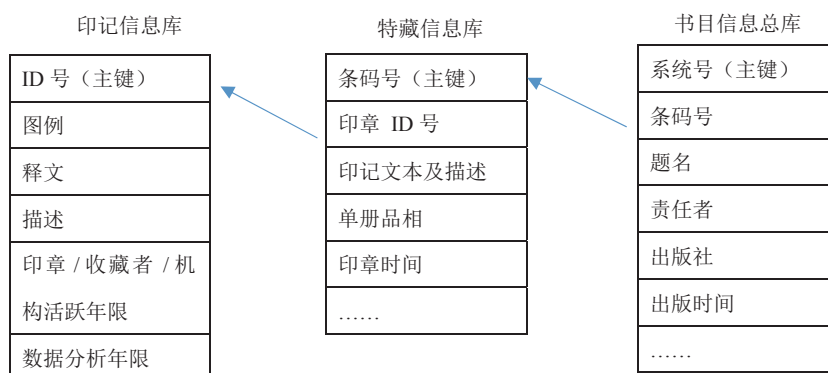 印记信息库
ID 号（主键）
图例
释文
描述
印章 / 收藏者 / 机
构活跃年限
数据分析年限
特藏信息库
条码号（主键）
印章 ID 号
印记文本及描述
单册品相
印章时间
……
书目信息总库
系统号（主键）
条码号
题名
责任者
出版社
出版时间
……